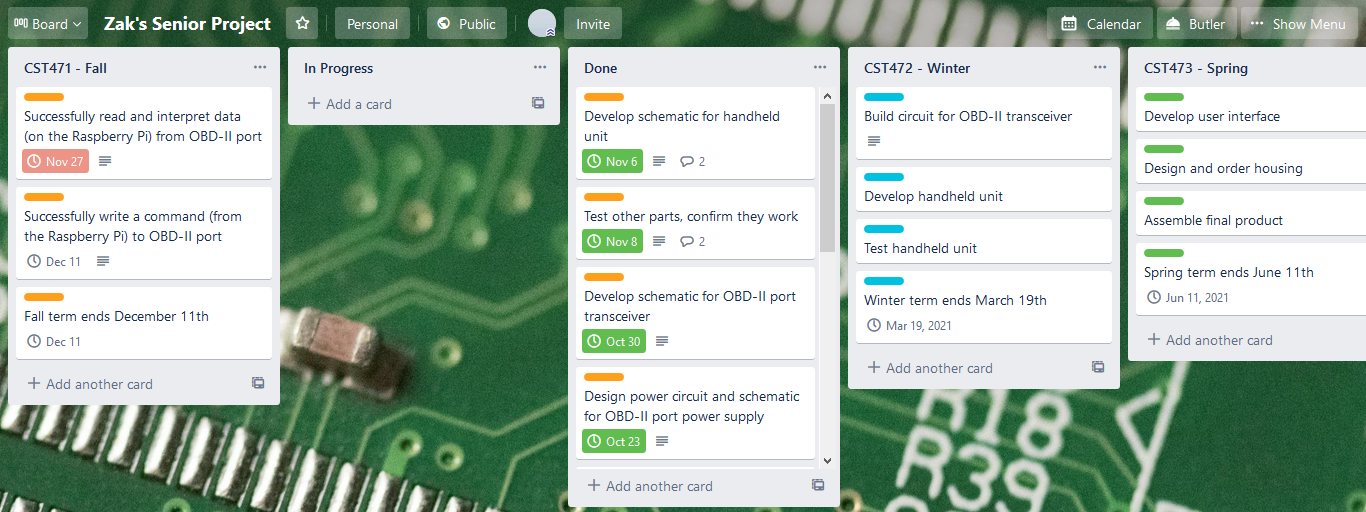 Board
Zak's Senior Project
Personal
Public
Invite
Calendar
Butler
Show Menu
CST471 - Fall
Successfully read and interpret data
(on the Raspberry Pi) from OBD-II port
Nov 27
Successfully write a command (from
the Raspberry Pi) to OBD-II port
Dec 11
Fall term ends December 11th
Dec 11
+ Add another card
In Progress
+ Add a card
Done
Develop schematic for handheld
unit
Nov 6
2
Test other parts, confirm they work
Nov 8
2
Develop schematic for OBD-II port
transceiver
Oct 30
Design power circuit and schematic
for OBD-II port power supply
Oct 23
+ Add another card
CST472 - Winter
Build circuit for OBD-II transceiver
Develop handheld unit
Test handheld unit
Winter term ends March 19th
Mar 19, 2021
+ Add another card
CST473 - Spring
Develop user interface
Design and order housing
Assemble final product
Spring term ends June 11th
Jun 11, 2021
+ Add another card
R18
R39